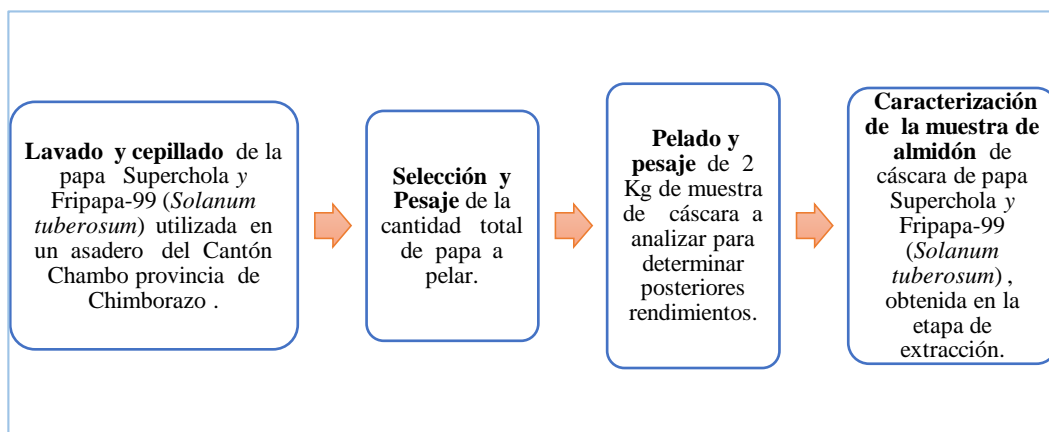 Lavado y cepillado de la
papa Superchola y
Fripapa-99 (Solanum
tuberosum) utilizada en
un asadero del Cantón
Chambo provincia de
Chimborazo .
Selección y
Pesaje de la
cantidad total
de papa a
pelar.
Pelado y
pesaje de 2
Kg de muestra
de cáscara a
analizar para
determinar
posteriores
rendimientos.
Caracterización
de la muestra de
almidón de
cáscara de papa
Superchola y
Fripapa-99
(Solanum
tuberosum) ,
obtenida en la
etapa de
extracción.